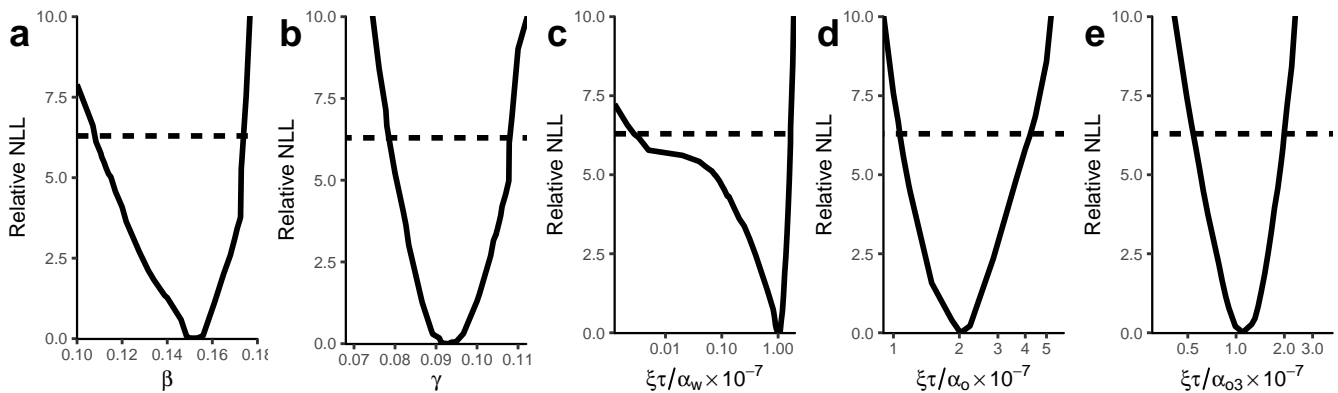 a
Relative NLL
10.0
7.5
5.0
2.5
0.0
0.10 0.12 0.14 0.16 0.18
β
b
Relative NLL
10.0
7.5
5.0
2.5
0.0
0.07 0.08 0.09 0.10 0.11
γ
c
Relative NLL
10.0
7.5
5.0
2.5
0.0
0.01 0.10 1.00
ξτ/αw × 10−7
d
Relative NLL
10.0
7.5
5.0
2.5
0.0
1 2 3 4 5
ξτ/αo × 10−7
e
Relative NLL
10.0
7.5
5.0
2.5
0.0
0.5 1.0 2.0 3.0
ξτ/αo3 × 10−7